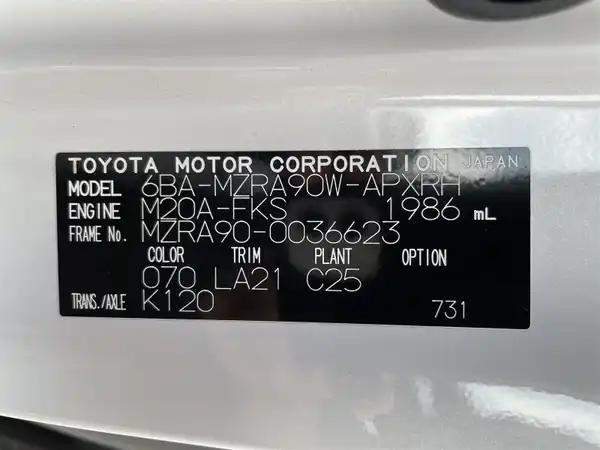 TOYOTA MOTOR CORPORATION JAPAN
MODEL 6BA-MZRA90W-APXRH
ENGINE M20A-FKS 1986 mL
FRAME No. MZRA90-0036623
COLOR TRIM PLANT OPTION
070 LA21 C25
TRANS./AXLE K120 731